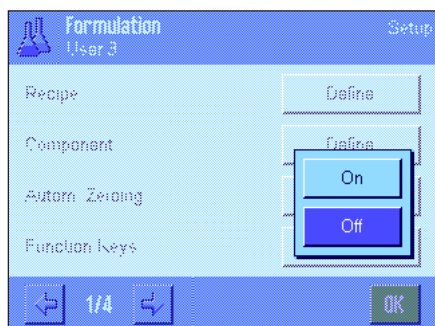 Formulation
User 3
Setup
Recipe
Define
Component
Define
On
Autom. Zeroing
Off
Function Keys
1/4
OK